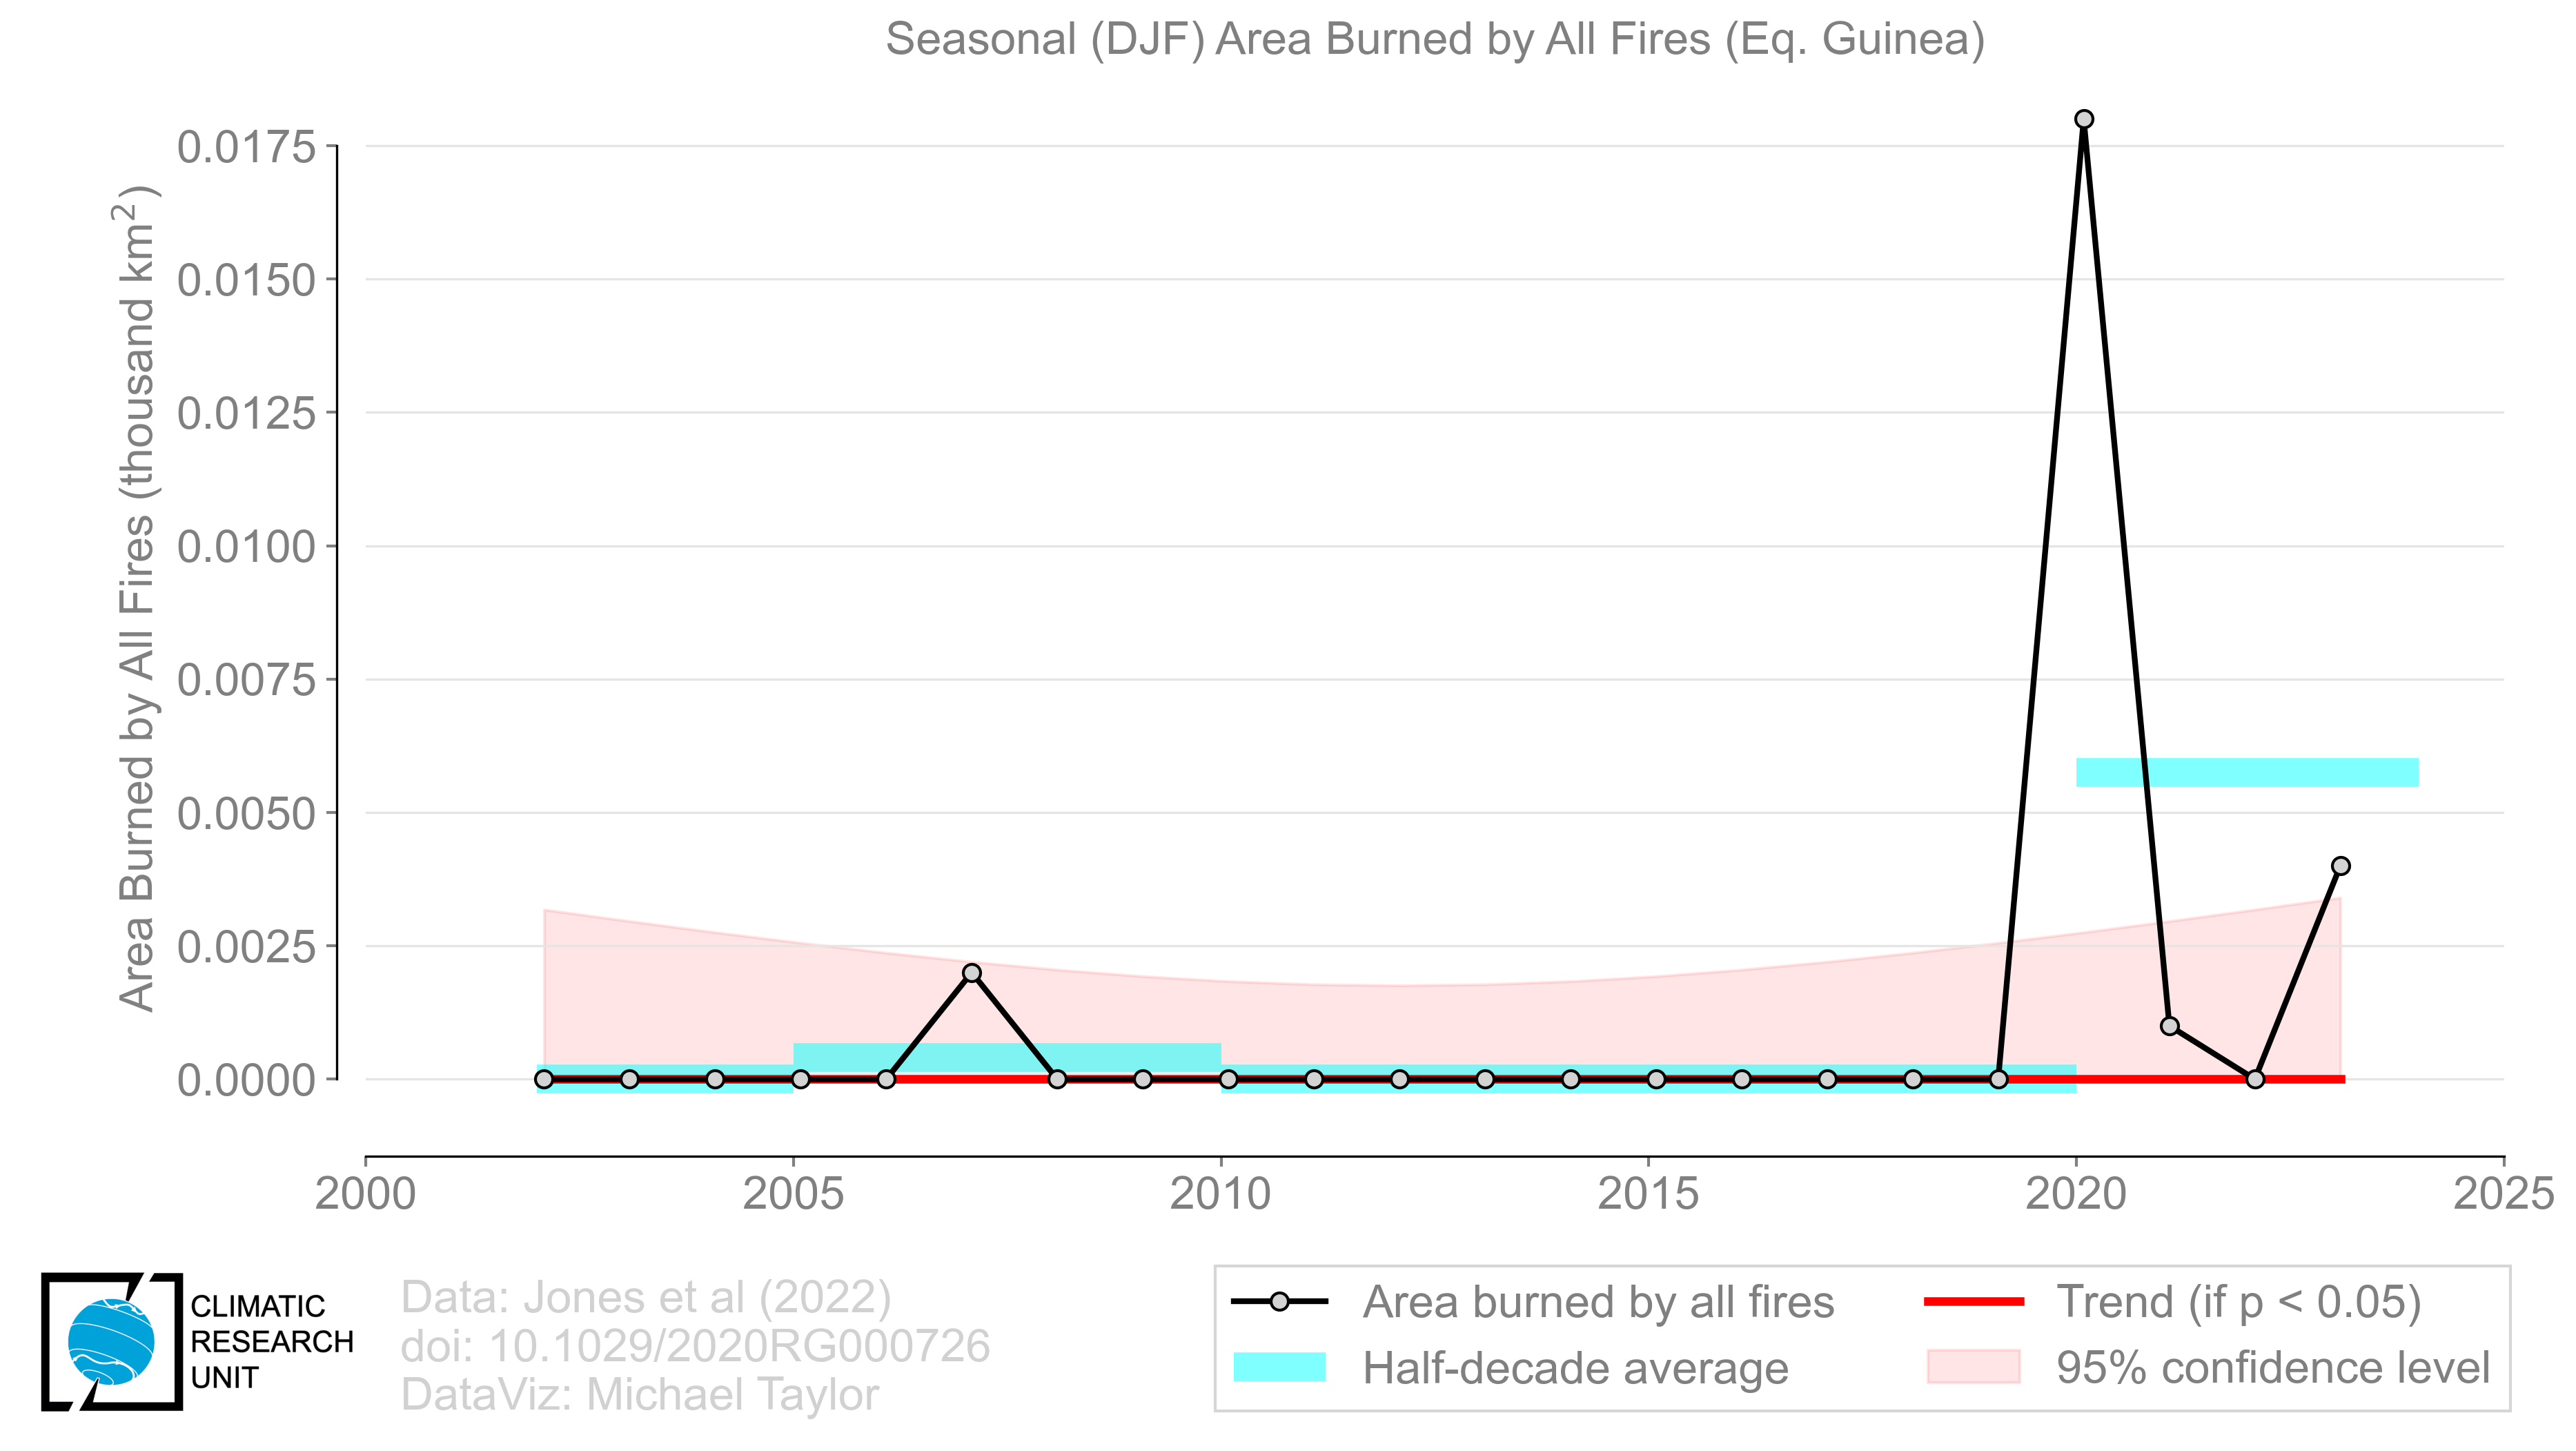 Seasonal (DJF) Area Burned by All Fires (Eq. Guinea)
Area Burned by All Fires (thousand km²)
0.0175
0.0150
0.0125
0.0100
0.0075
0.0050
0.0025
0.0000
2000 2005 2010 2015 2020 2025
CLIMATIC
RESEARCH
UNIT
Data: Jones et al (2022)
doi: 10.1029/2020RG000726
DataViz: Michael Taylor
Area burned by all fires
Half-decade average
Trend (if p < 0.05)
95% confidence level